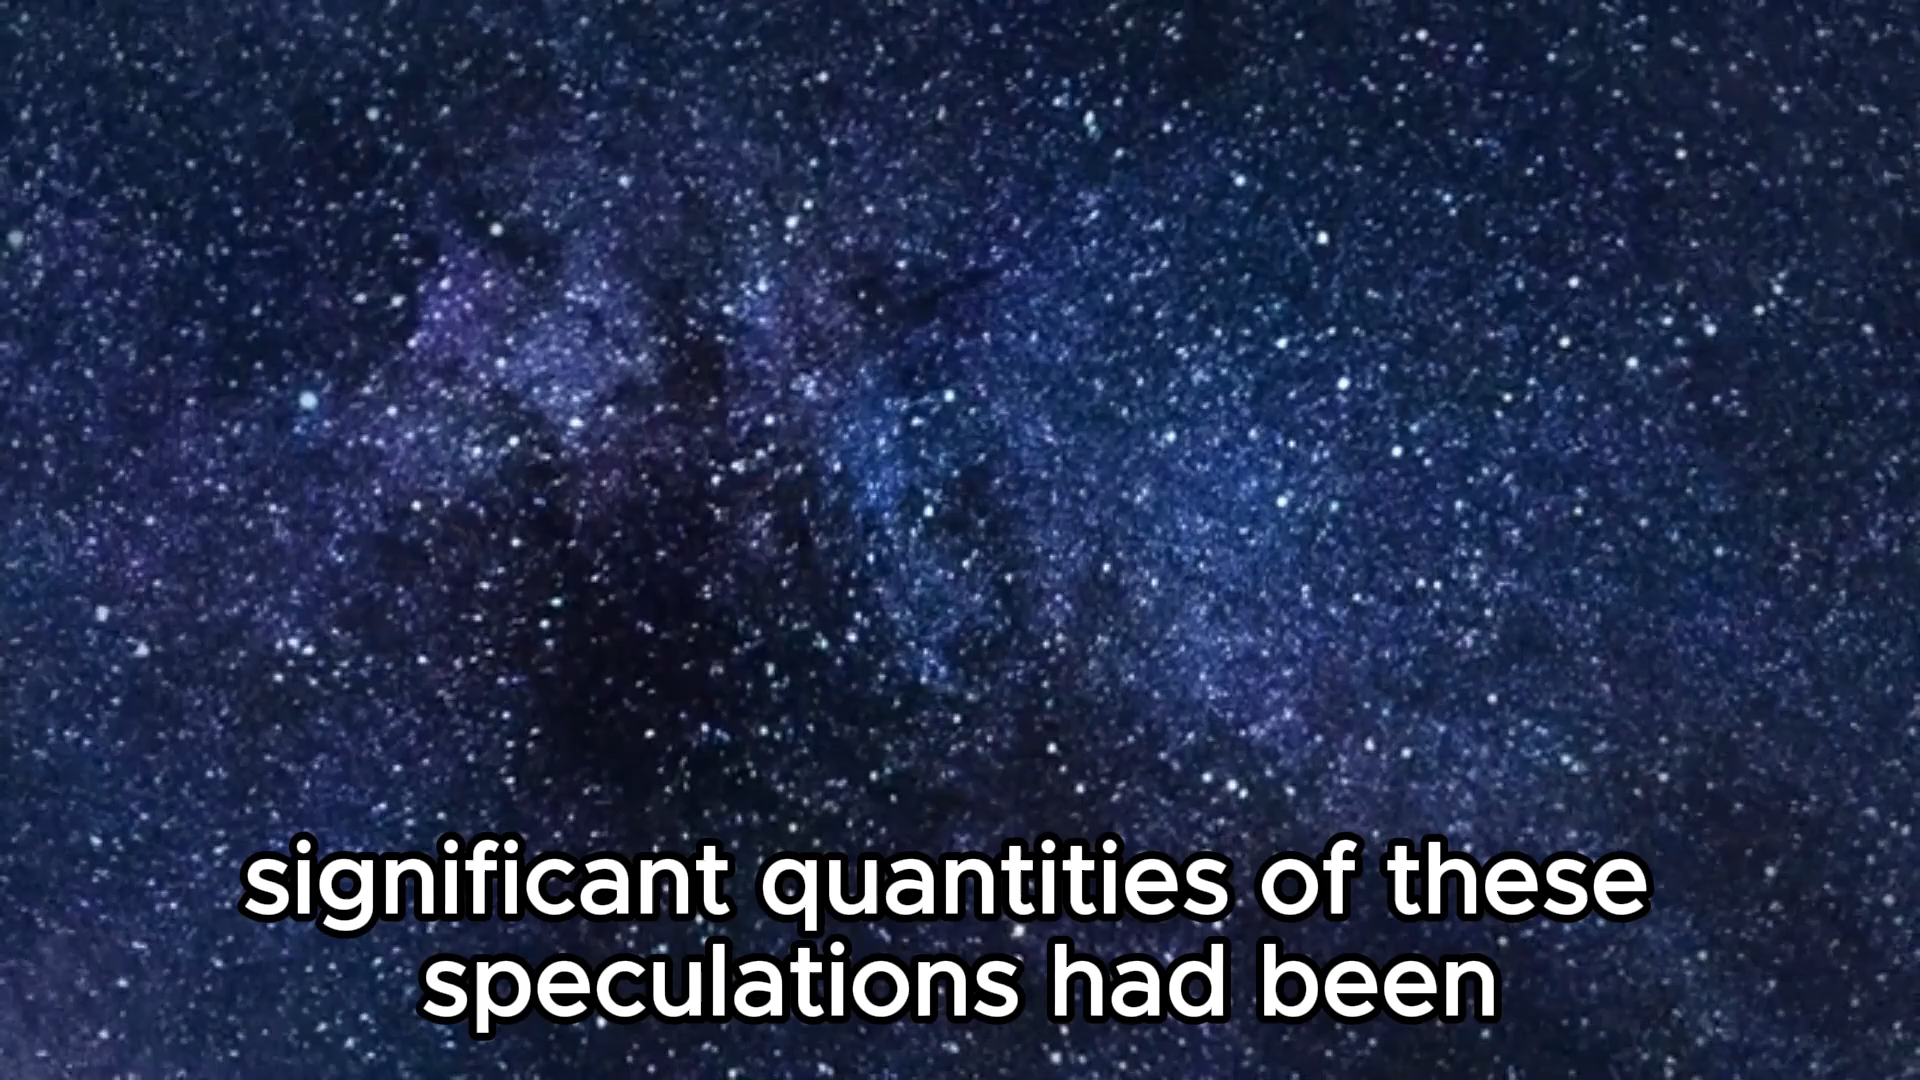 significant quantities of these
speculations had been